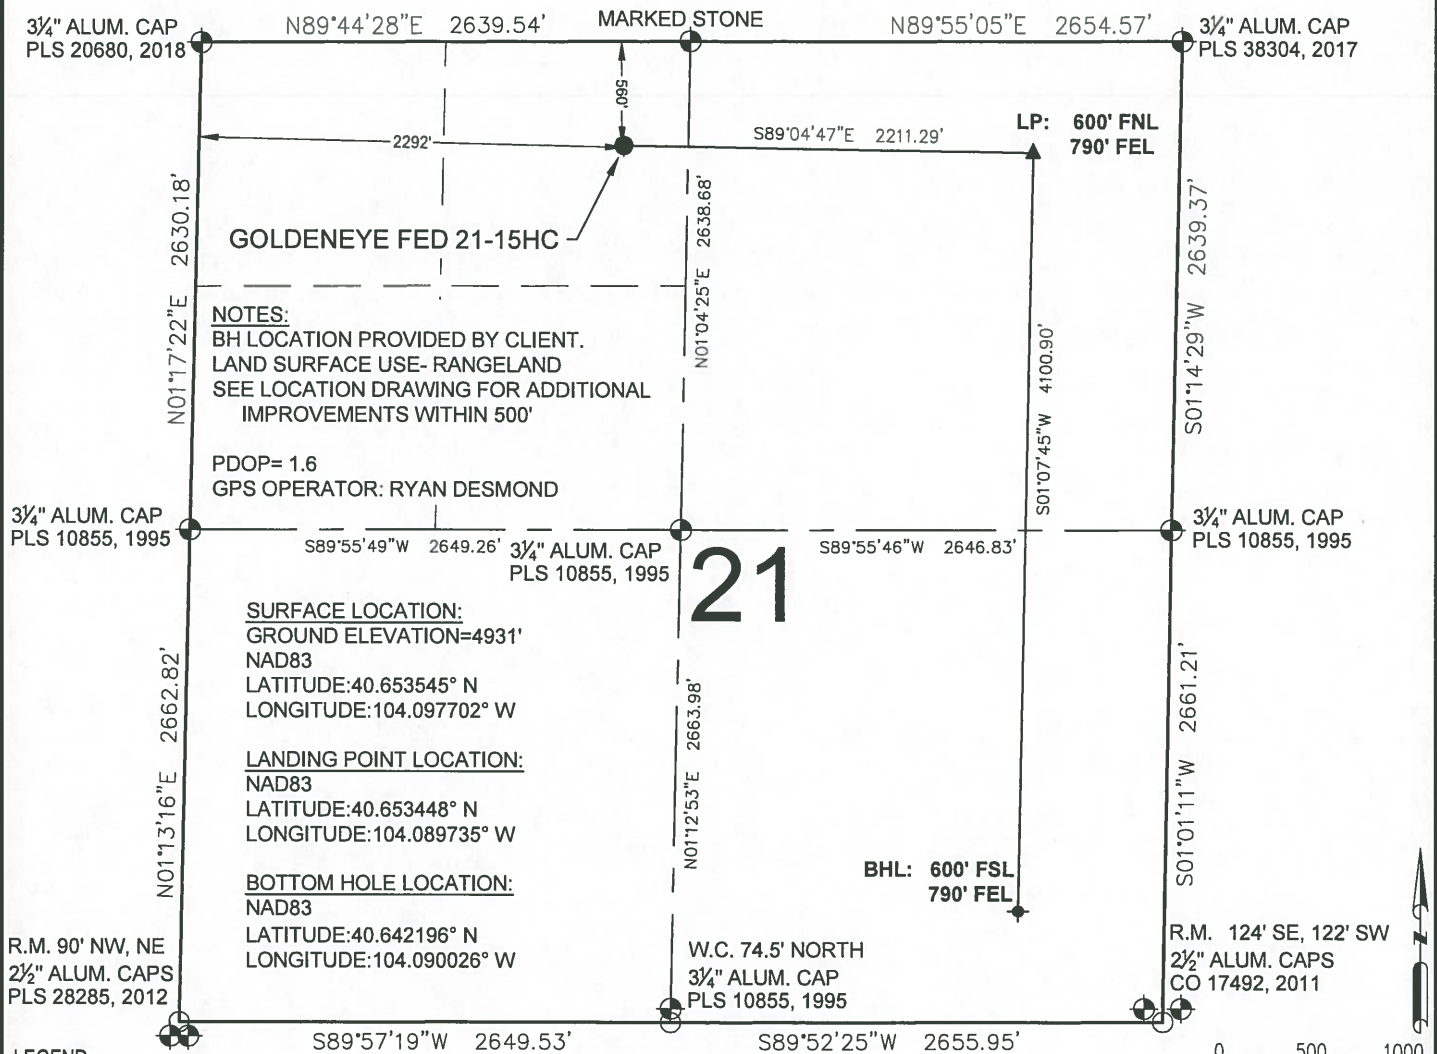 3¼" ALUM. CAP
PLS 20680, 2018
N89°44'28"E 2639.54'
MARKED STONE
N89°55'05"E 2654.57'
3¼" ALUM. CAP
PLS 38304, 2017
560'
2292'
S89°04'47"E 2211.29'
LP: 600' FNL
790' FEL
GOLDENEYE FED 21-15HC
N01°17'22"E 2630.18'
N01°04'25"E 2638.68'
S01°07'45"W 4100.90'
S01°14'29"W 2639.37'
NOTES:
BH LOCATION PROVIDED BY CLIENT.
LAND SURFACE USE- RANGELAND
SEE LOCATION DRAWING FOR ADDITIONAL
IMPROVEMENTS WITHIN 500'
PDOP= 1.6
GPS OPERATOR: RYAN DESMOND
3¼" ALUM. CAP
PLS 10855, 1995
S89°55'49"W 2649.26'
3¼" ALUM. CAP
PLS 10855, 1995
21
S89°55'46"W 2646.83'
3¼" ALUM. CAP
PLS 10855, 1995
SURFACE LOCATION:
GROUND ELEVATION=4931'
NAD83
LATITUDE:40.653545° N
LONGITUDE:104.097702° W
LANDING POINT LOCATION:
NAD83
LATITUDE:40.653448° N
LONGITUDE:104.089735° W
BOTTOM HOLE LOCATION:
NAD83
LATITUDE:40.642196° N
LONGITUDE:104.090026° W
N01°13'16"E 2662.82'
N01°12'53"E 2663.98'
S01°01'11"W 2661.21'
BHL: 600' FSL
790' FEL
R.M. 90' NW, NE
2½" ALUM. CAPS
PLS 28285, 2012
W.C. 74.5' NORTH
3¼" ALUM. CAP
PLS 10855, 1995
R.M. 124' SE, 122' SW
2½" ALUM. CAPS
CO 17492, 2011
N
S89°57'19"W 2649.53'
S89°52'25"W 2655.95'
LEGEND
0 500 1000